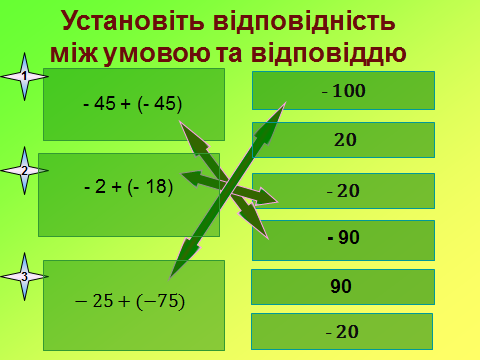 Установіть відповідність
між умовою та відповіддю
1
- 45 + (- 45)
2
- 2 + (- 18)
3
− 25 + (−75)
- 100
20
- 20
- 90
90
- 20